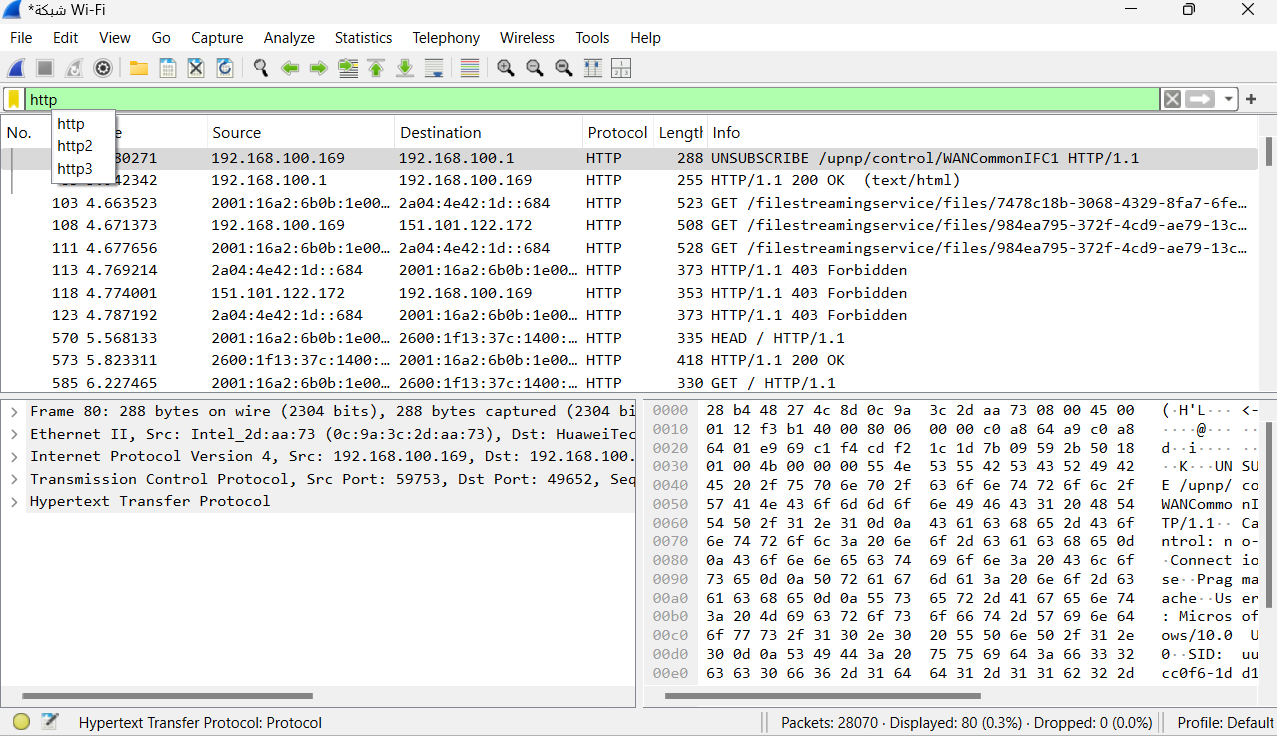 *شبكة Wi-Fi
File Edit View Go Capture Analyze Statistics Telephony Wireless Tools Help
http
http
http2
http3
No. Source Destination Protocol Length Info
192.168.100.169 192.168.100.1 HTTP 288 UNSUBSCRIBE /upnp/control/WANCommonIFC1 HTTP/1.1
192.168.100.1 192.168.100.169 HTTP 255 HTTP/1.1 200 OK (text/html)
103 4.663523 2001:16a2:6b0b:1e00… 2a04:4e42:1d::684 HTTP 523 GET /filestreamingservice/files/7478c18b-3068-4329-8fa7-6fe…
108 4.671373 192.168.100.169 151.101.122.172 HTTP 508 GET /filestreamingservice/files/984ea795-372f-4cd9-ae79-13c…
111 4.677656 2001:16a2:6b0b:1e00… 2a04:4e42:1d::684 HTTP 528 GET /filestreamingservice/files/984ea795-372f-4cd9-ae79-13c…
113 4.769214 2a04:4e42:1d::684 2001:16a2:6b0b:1e00… HTTP 373 HTTP/1.1 403 Forbidden
118 4.774001 151.101.122.172 192.168.100.169 HTTP 353 HTTP/1.1 403 Forbidden
123 4.787192 2a04:4e42:1d::684 2001:16a2:6b0b:1e00… HTTP 373 HTTP/1.1 403 Forbidden
570 5.568133 2001:16a2:6b0b:1e00… 2600:1f13:37c:1400:… HTTP 335 HEAD / HTTP/1.1
573 5.823311 2600:1f13:37c:1400:… 2001:16a2:6b0b:1e00… HTTP 418 HTTP/1.1 200 OK
585 6.227465 2001:16a2:6b0b:1e00… 2600:1f13:37c:1400:… HTTP 330 GET / HTTP/1.1
Frame 80: 288 bytes on wire (2304 bits), 288 bytes captured (2304 bi
Ethernet II, Src: Intel_2d:aa:73 (0c:9a:3c:2d:aa:73), Dst: HuaweiTec
Internet Protocol Version 4, Src: 192.168.100.169, Dst: 192.168.100.
Transmission Control Protocol, Src Port: 59753, Dst Port: 49652, Seq
Hypertext Transfer Protocol
0000 28 b4 48 27 4c 8d 0c 9a 3c 2d aa 73 08 00 45 00 (·H'L··· <-
0010 01 12 f3 b1 40 00 80 06 00 00 c0 a8 64 a9 c0 a8 ····@··· ··
0020 64 01 e9 69 c1 f4 cd f2 1c 1d 7b 09 59 2b 50 18 d··i···· ··
0030 01 00 4b 00 00 00 55 4e 53 55 42 53 43 52 49 42 ··K···UN SU
0040 45 20 2f 75 70 6e 70 2f 63 6f 6e 74 72 6f 6c 2f E /upnp/ co
0050 57 41 4e 43 6f 6d 6d 6f 6e 49 46 43 31 20 48 54 WANCommo nI
0060 54 50 2f 31 2e 31 0d 0a 43 61 63 68 65 2d 43 6f TP/1.1·· Ca
0070 6e 74 72 6f 6c 3a 20 6e 6f 2d 63 61 63 68 65 0d ntrol: n o-
0080 0a 43 6f 6e 6e 65 63 74 69 6f 6e 3a 20 43 6c 6f ·Connect io
0090 73 65 0d 0a 50 72 61 67 6d 61 3a 20 6e 6f 2d 63 se··Prag ma
00a0 61 63 68 65 0d 0a 55 73 65 72 2d 41 67 65 6e 74 ache··Us er
00b0 3a 20 4d 69 63 72 6f 73 6f 66 74 2d 57 69 6e 64 : Micros of
00c0 6f 77 73 2f 31 30 2e 30 20 55 50 6e 50 2f 31 2e ows/10.0 U
00d0 30 0d 0a 53 49 44 3a 20 75 75 69 64 3a 66 33 32 0··SID: uu
00e0 63 63 30 66 36 2d 31 64 64 31 2d 31 31 62 32 2d cc0f6-1d d1
Hypertext Transfer Protocol: Protocol
Packets: 28070 · Displayed: 80 (0.3%) · Dropped: 0 (0.0%)
Profile: Default